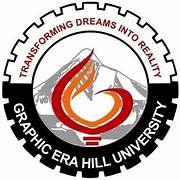 TRANSFORMING DREAMS INTO REALITY
GRAPHIC ERA HILL UNIVERSITY